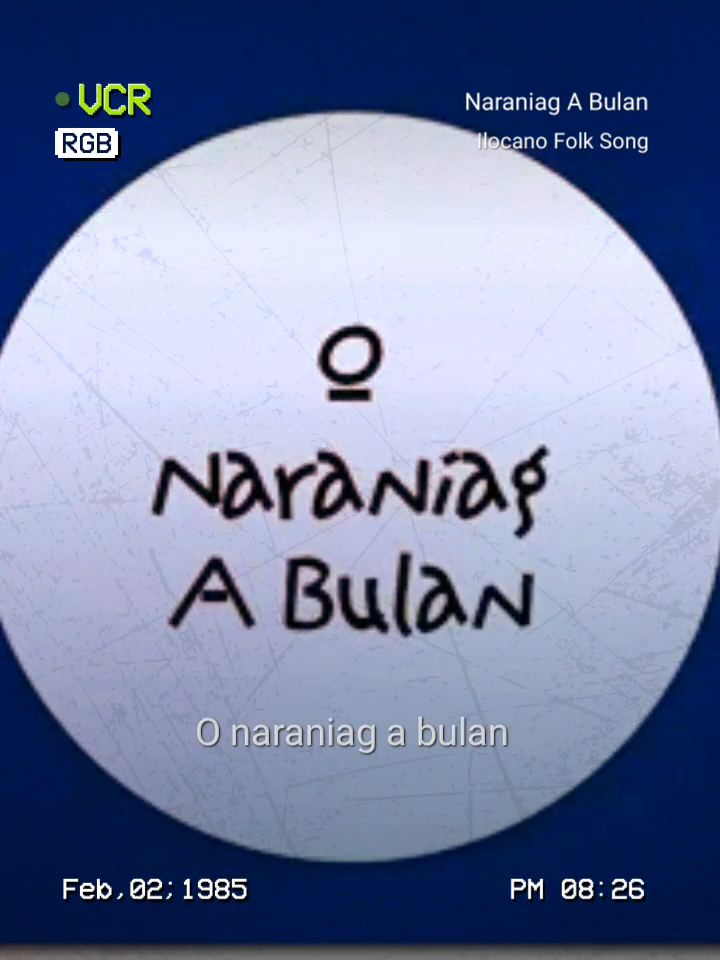 VCR
RGB
Naraniag A Bulan
Ilocano Folk Song
O
Naraniag
A Bulan
O naraniag a bulan
Feb,02;1985
PM 08:26